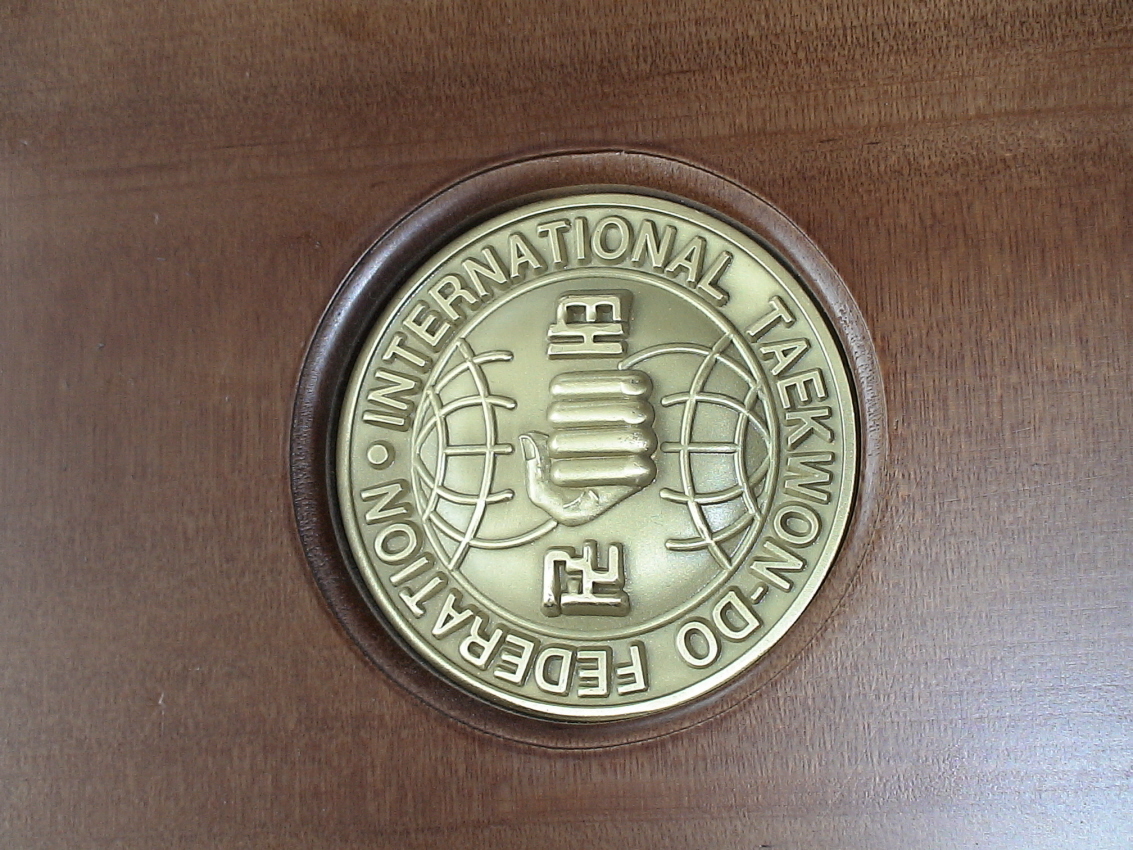 • INTERNATIONAL TAEKWON-DO FEDERATION
태 권